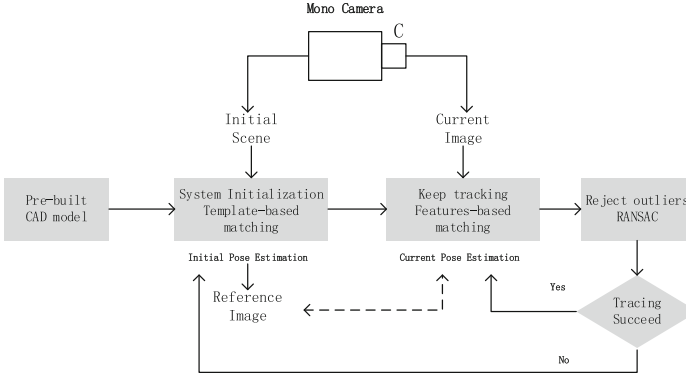 Mono Camera
C
Initial
Scene
Current
Image
Pre-built
CAD model
System Initialization
Template-based
matching
Keep tracking
Features-based
matching
Reject outliers
RANSAC
Initial Pose Estimation
Current Pose Estimation
Reference
Image
Yes
Tracing
Succeed
No